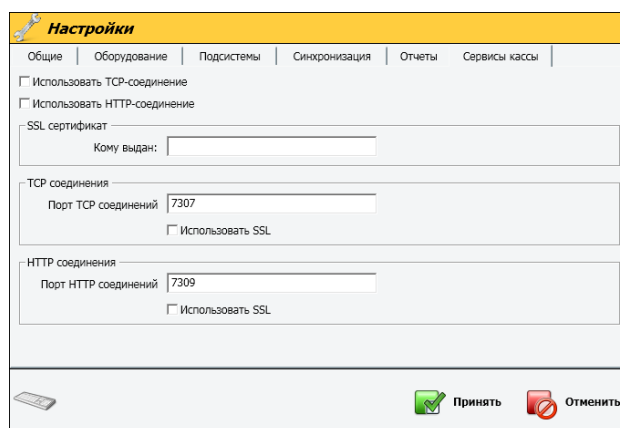 Настройки
Общие Оборудование Подсистемы Синхронизация Отчеты Сервисы кассы
Использовать TCP-соединение
Использовать HTTP-соединение
SSL сертификат
Кому выдан:
TCP соединения
Порт TCP соединений 7307
Использовать SSL
HTTP соединения
Порт HTTP соединений 7309
Использовать SSL
Принять Отменить